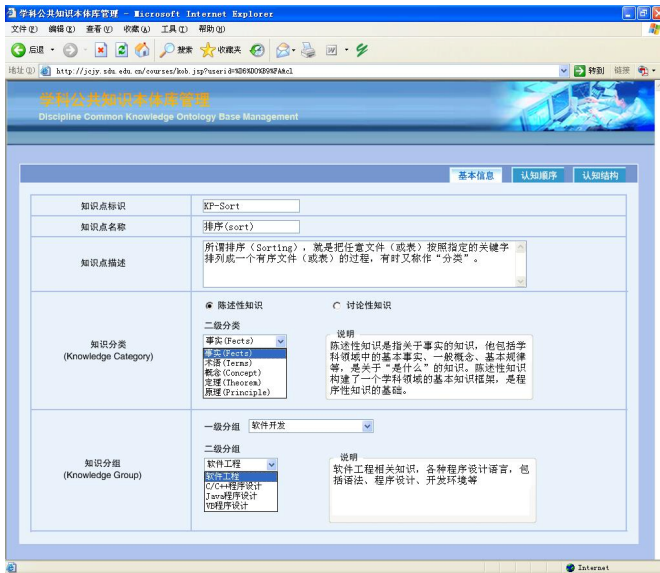 学科公共知识本体库管理 - Microsoft Internet Explorer
文件(F) 编辑(E) 查看(V) 收藏(A) 工具(T) 帮助(H)
后退 搜索 收藏夹
地址(D) http://jcjy.sdu.edu.cn/courses/kob.jsp?userid=%D6%D0%B9%FA&cl 转到 链接
学科公共知识本体库管理
Discipline Common Knowledge Ontology Base Management
基本信息 认知顺序 认知结构
知识点标识 KP-Sort
知识点名称 排序(sort)
知识点描述
所谓排序(Sorting),就是把任意文件(或表)按照指定的关键字
排列成一个有序文件(或表)的过程,有时又称作“分类”。
陈述性知识 讨论性知识
知识分类
(Knowledge Category)
二级分类
事实(Fects)
事实(Fects)
术语(Terms)
概念(Concept)
定理(Theorem)
原理(Principle)
说明
陈述性知识是指关于事实的知识,他包括学
科领域中的基本事实、一般概念、基本规律
等,是关于“是什么”的知识。陈述性知识
构建了一个学科领域的基本知识框架,是程
序性知识的基础。
知识分组
(Knowledge Group)
一级分组 软件开发
二级分组
软件工程
软件工程
C/C++程序设计
Java程序设计
VB程序设计
说明
软件工程相关知识,各种程序设计语言,包
括语法、程序设计、开发环境等
Internet